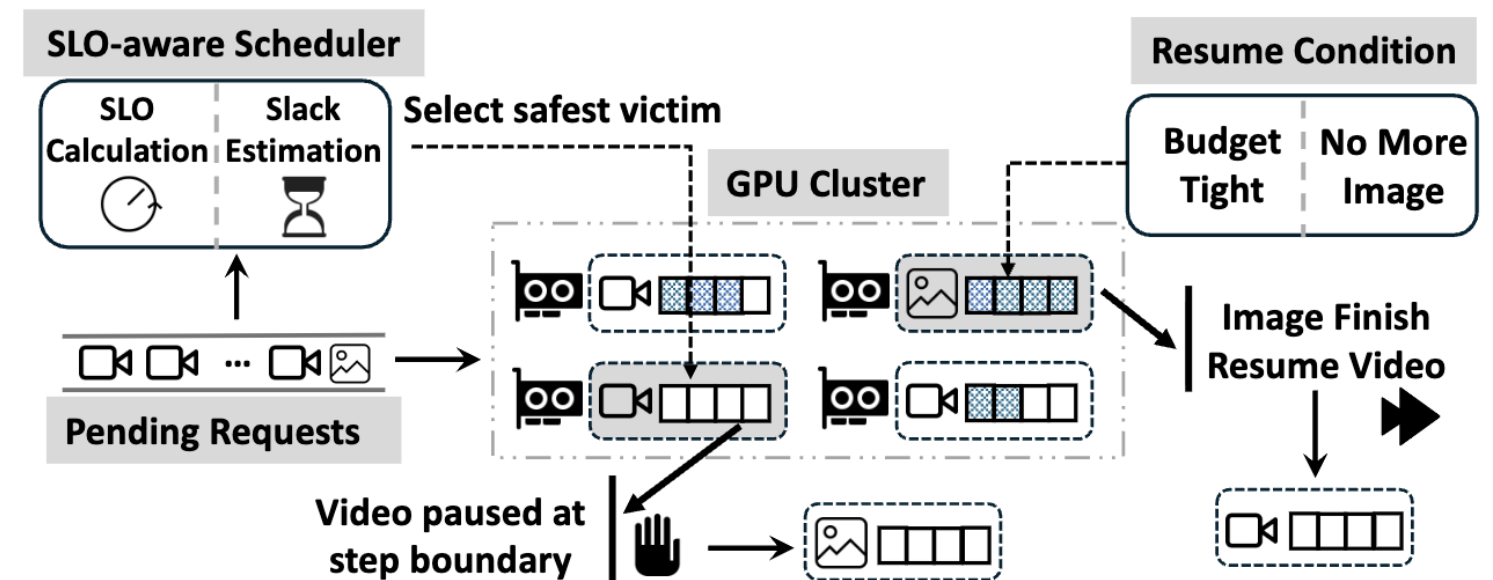 SLO-aware Scheduler
SLO
Calculation
Slack
Estimation
Select safest victim
GPU Cluster
Resume Condition
Budget
Tight
No More
Image
...
Pending Requests
Image Finish
Resume Video
Video paused at
step boundary